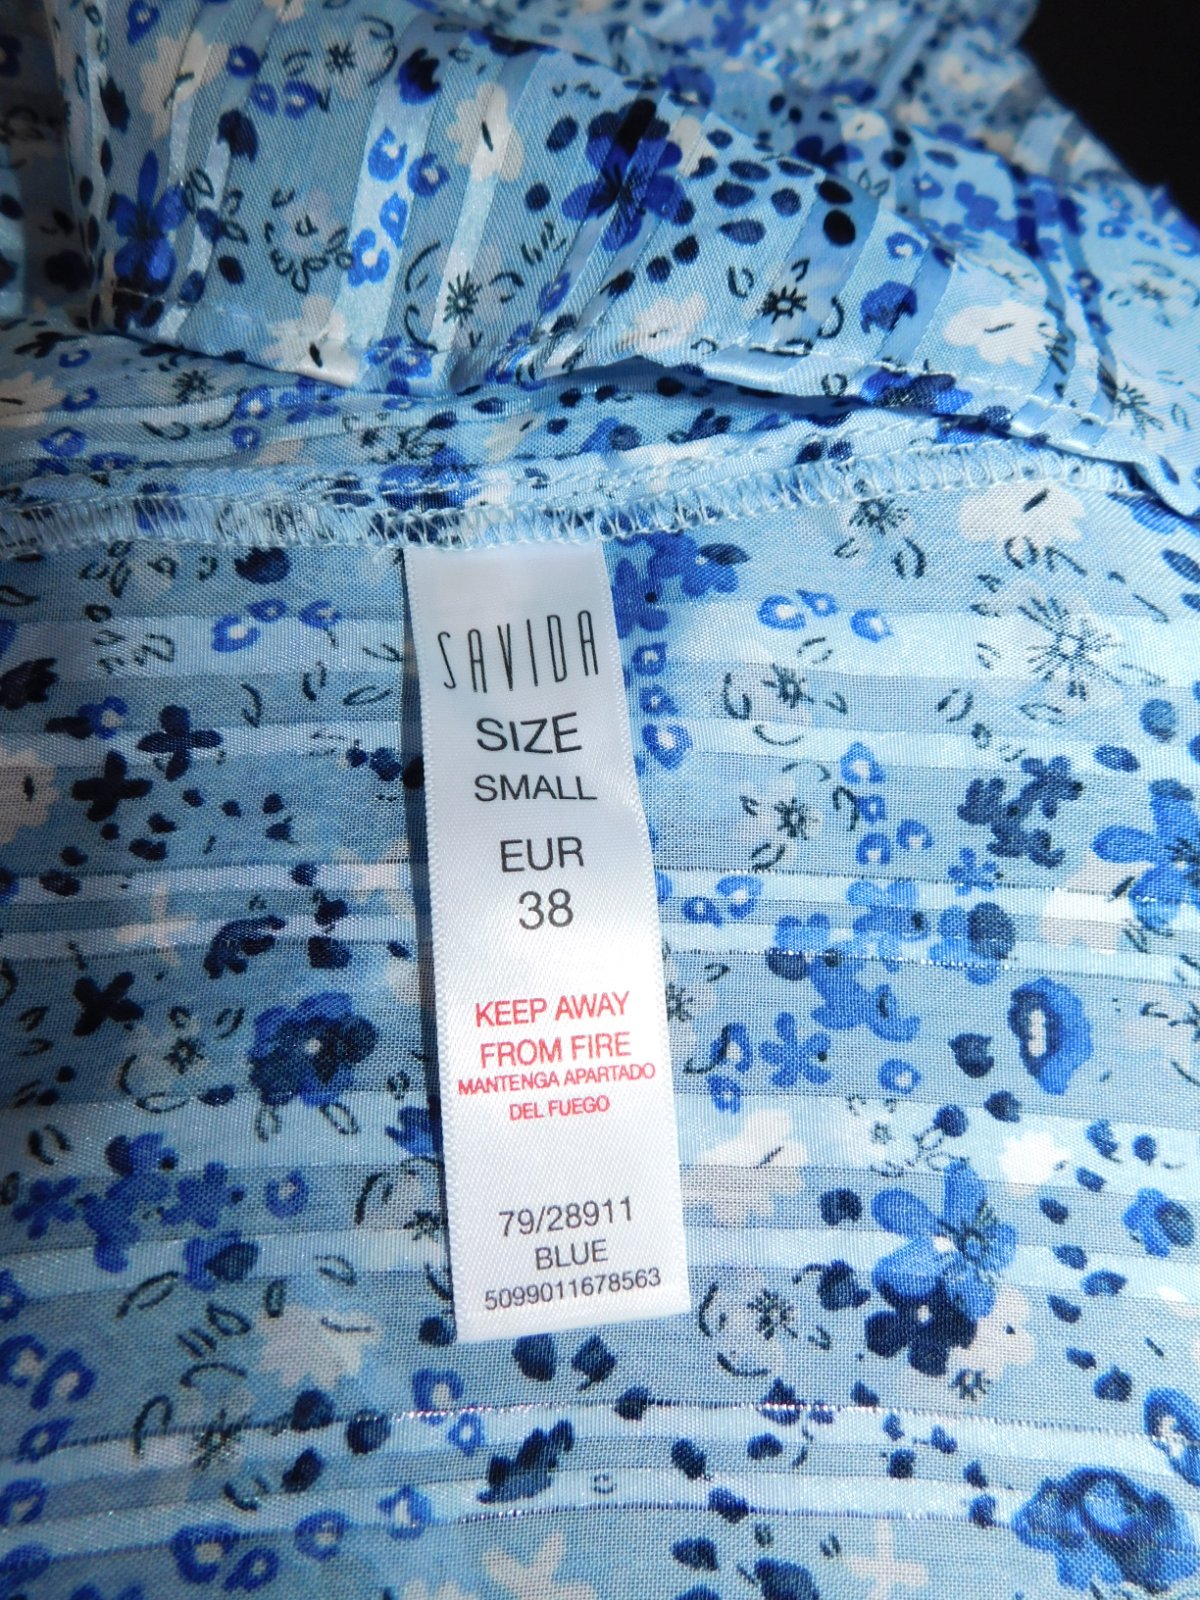 SAVIDA
SIZE
SMALL
EUR
38
KEEP AWAY
FROM FIRE
MANTENGA APARTADO
DEL FUEGO
79/28911
BLUE
5099011678563